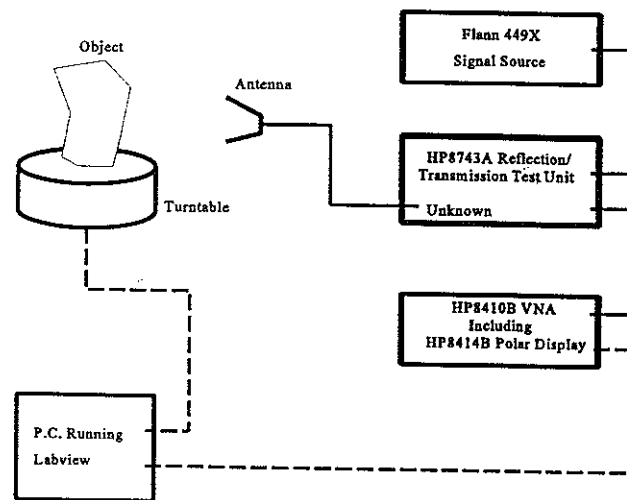 Object
Antenna
Turntable
Flann 449X
Signal Source
HP8743A Reflection/
Transmission Test Unit
Unknown
HP8410B VNA
Including
HP8414B Polar Display
P.C. Running
Labview